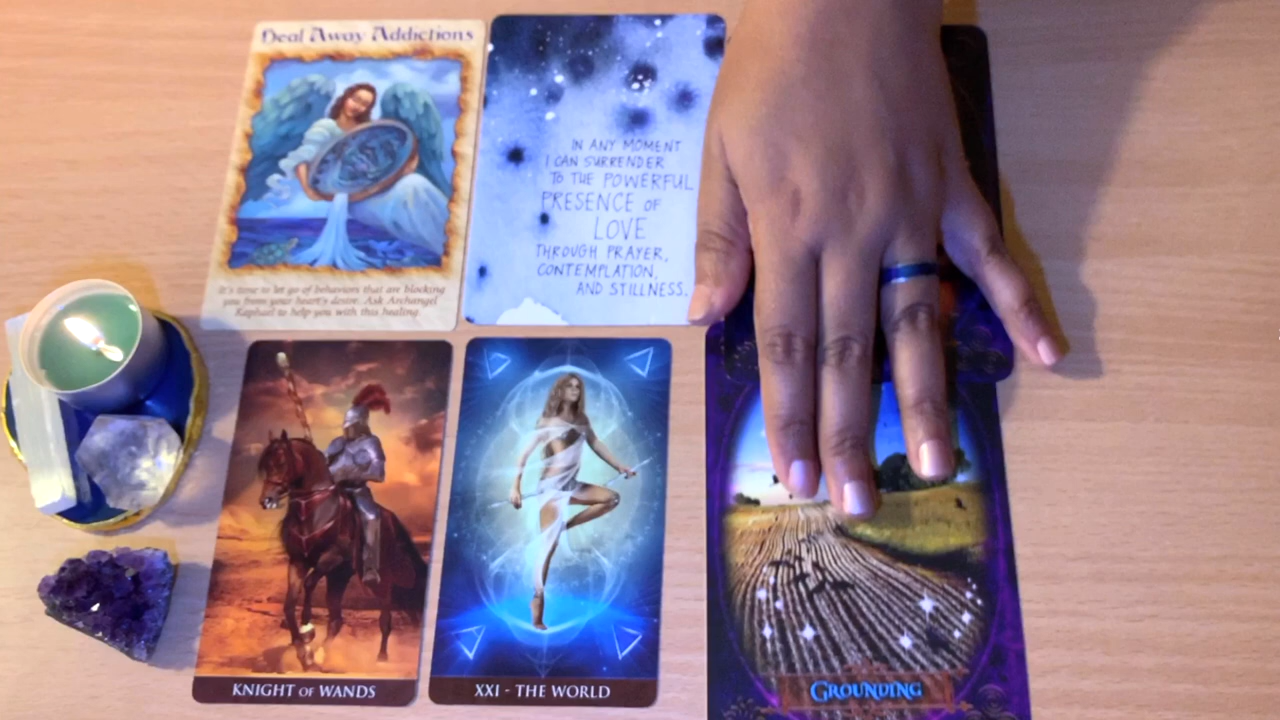 Heal Away Addictions
It's time to let go of behaviors that are blocking
you from your heart's desire. Ask Archangel
Raphael to help you with this healing.
IN ANY MOMENT
I CAN SURRENDER
TO THE POWERFUL
PRESENCE OF
LOVE
THROUGH PRAYER,
CONTEMPLATION,
AND STILLNESS.
KNIGHT OF WANDS
XXI - THE WORLD
GROUNDING